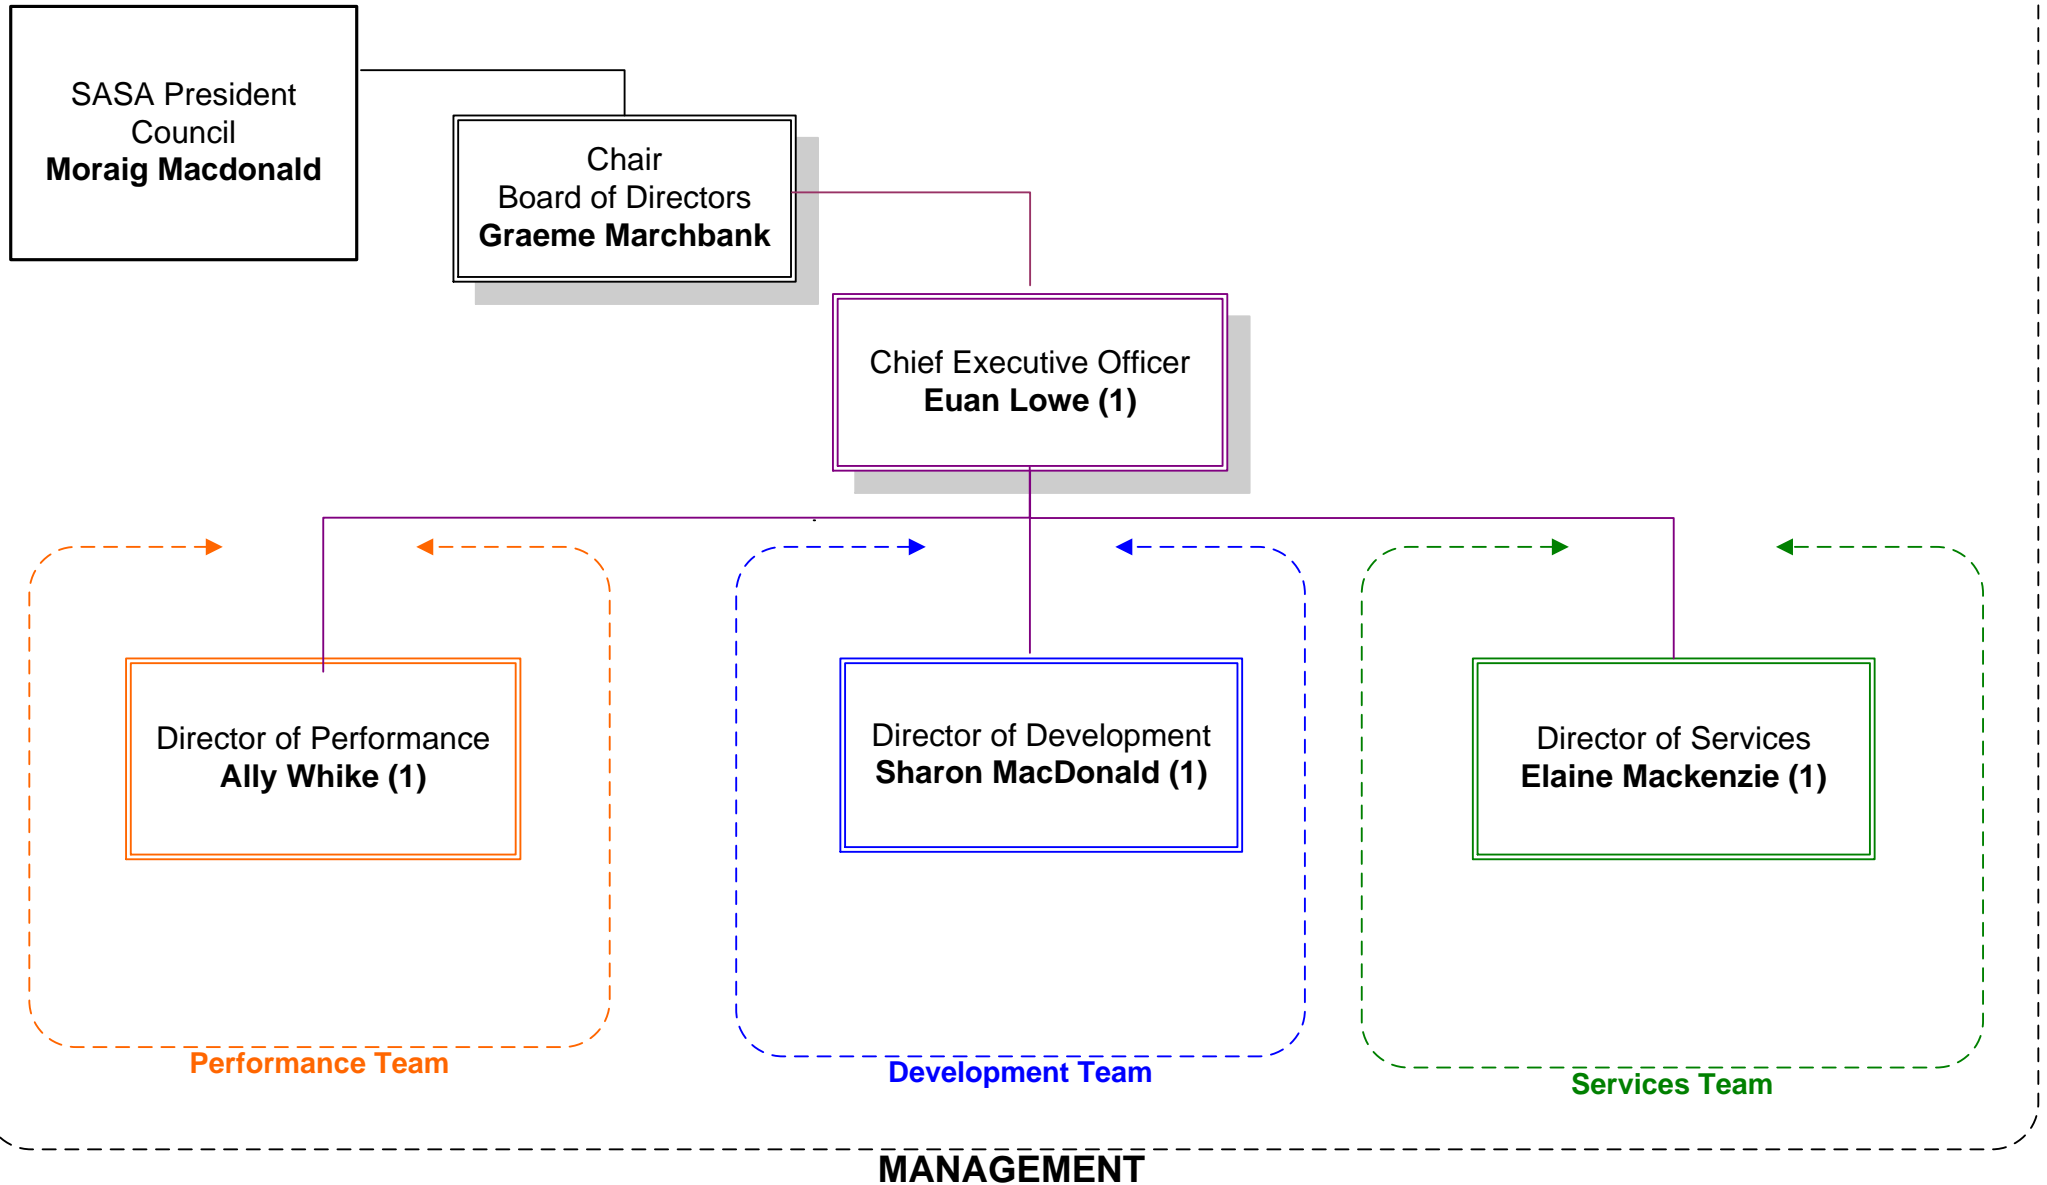 SASA President
Council
Moraig Macdonald
Chair
Board of Directors
Graeme Marchbank
Chief Executive Officer
Euan Lowe (1)
Director of Performance
Ally Whike (1)
Director of Development
Sharon MacDonald (1)
Director of Services
Elaine Mackenzie (1)
Performance Team
Development Team
Services Team
MANAGEMENT